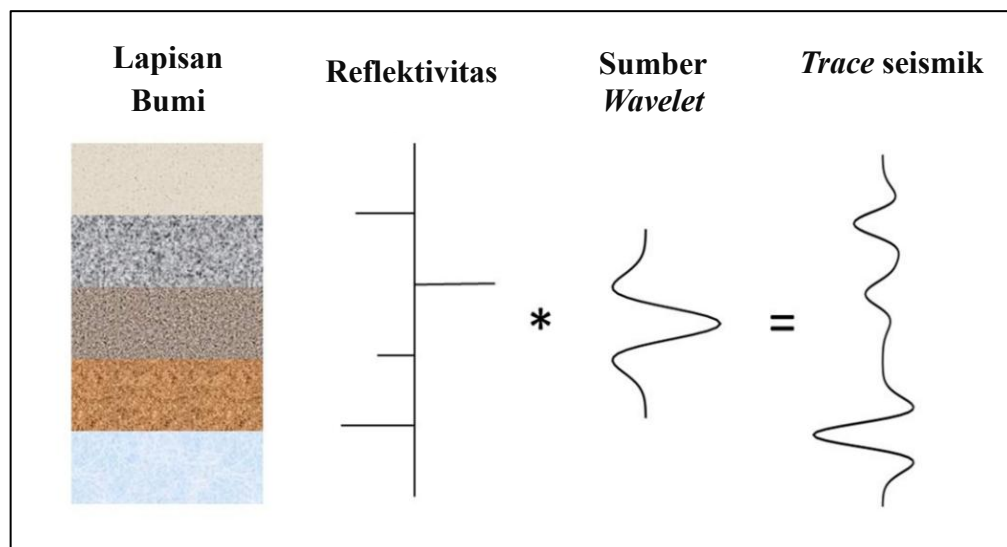 Lapisan
Bumi
Reflektivitas
Sumber
Wavelet
Trace seismik
*
=